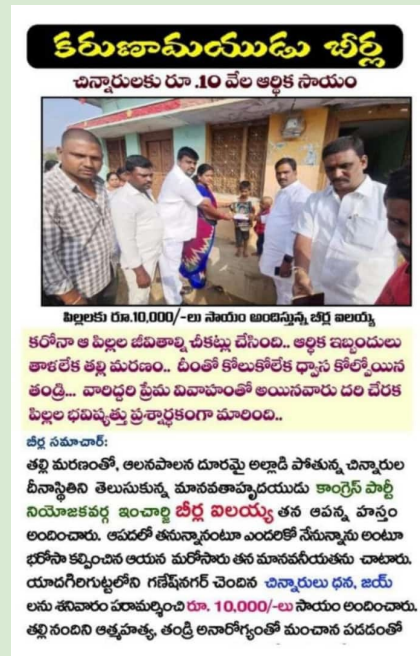 కరుణామయుడు బీర్ల
చిన్నారులకు రూ.10 వేల ఆర్థిక సాయం
పిల్లలకు రూ.10,000/-లు సాయం అందిస్తున్న బీర్ల ఐలయ్య
కరోనా ఆ పిల్లల జీవితాల్ని చీకట్లు చేసింది.. ఆర్థిక ఇబ్బందులు
తాళలేక తల్లి మరణం.. చింతో కోలుకోలేక ధ్యాస కోల్పోయిన
తండ్రి... వారిద్దరి ప్రేమ వివాహంతో అయినవారు దరి చేరక
పిల్లల భవిష్యత్తు ప్రశ్నార్థకంగా మారింది..
బీర్ల సమాచార్:
తల్లి మరణంతో, ఆలనపాలన దూరమై అల్లాడి పోతున్న చిన్నారుల
దీనస్థితిని తెలుసుకున్న మానవతాహృదయుడు కాంగ్రెస్ పార్టీ
నియోజకవర్గ ఇంచార్జి బీర్ల ఐలయ్య తన ఆపన్న హస్తం
అందించారు. ఆపదలో తనున్నానంటూ ఎందరికో నేనున్నాను అంటూ
భరోసా కల్పించిన ఆయన మరోసారు తన మానవనీయతను చాటారు.
యాదగిరిగుట్టలోని గణేష్‌నగర్ చెందిన చిన్నారులు ధన, జయ్
లను శనివారం పరామర్శించి రూ. 10,000/-లు సాయం అందించారు.
తల్లి నందిని ఆత్మహత్య, తండ్రి అనారోగ్యంతో మంచాన పడడంతో